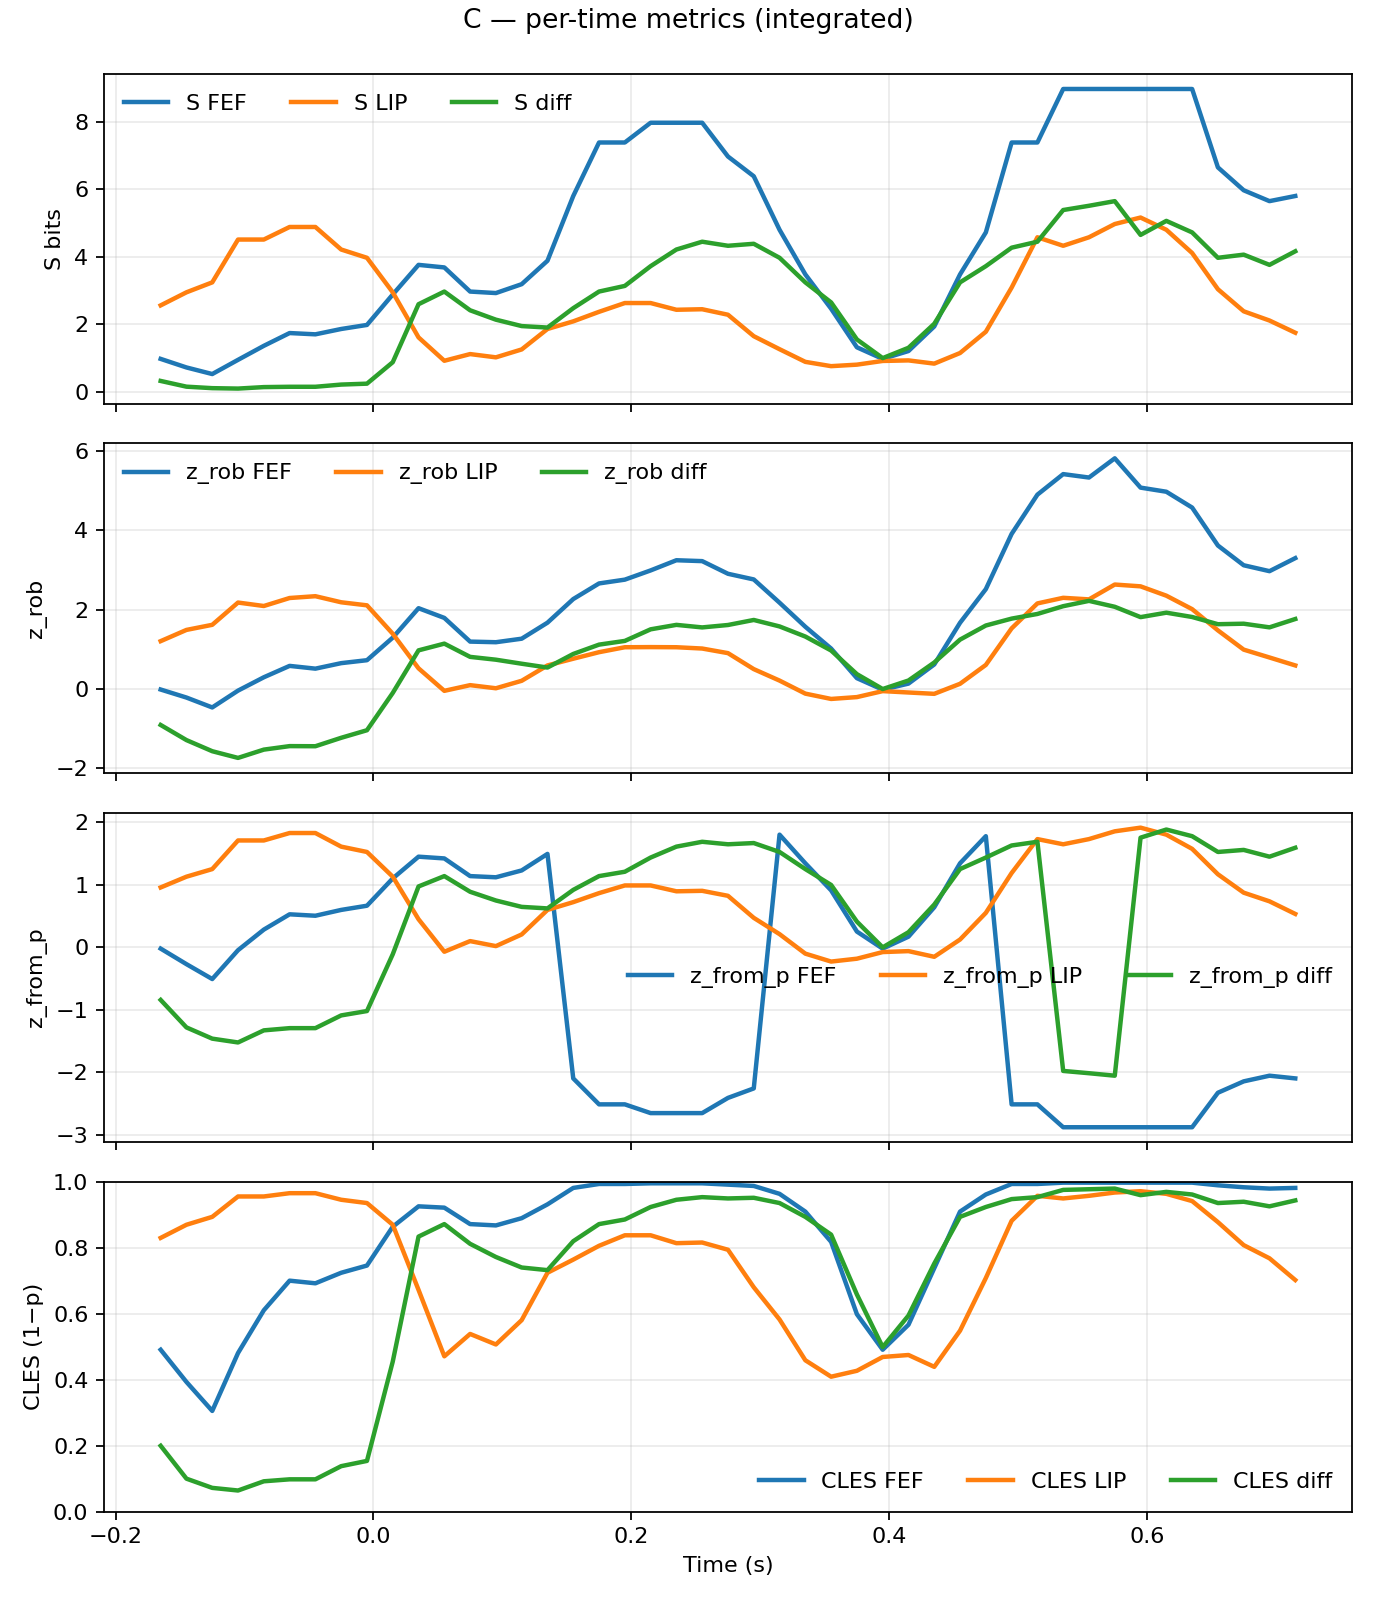 C — per-time metrics (integrated)
S FEF S LIP S diff
8
6
4
2
0
S bits
z_rob FEF z_rob LIP z_rob diff
6
4
2
0
−2
z_rob
2
1
0
−1
−2
−3
z_from_p
z_from_p FEF z_from_p LIP z_from_p diff
1.0
0.8
0.6
0.4
0.2
0.0
CLES (1−p)
CLES FEF CLES LIP CLES diff
−0.2 0.0 0.2 0.4 0.6
Time (s)